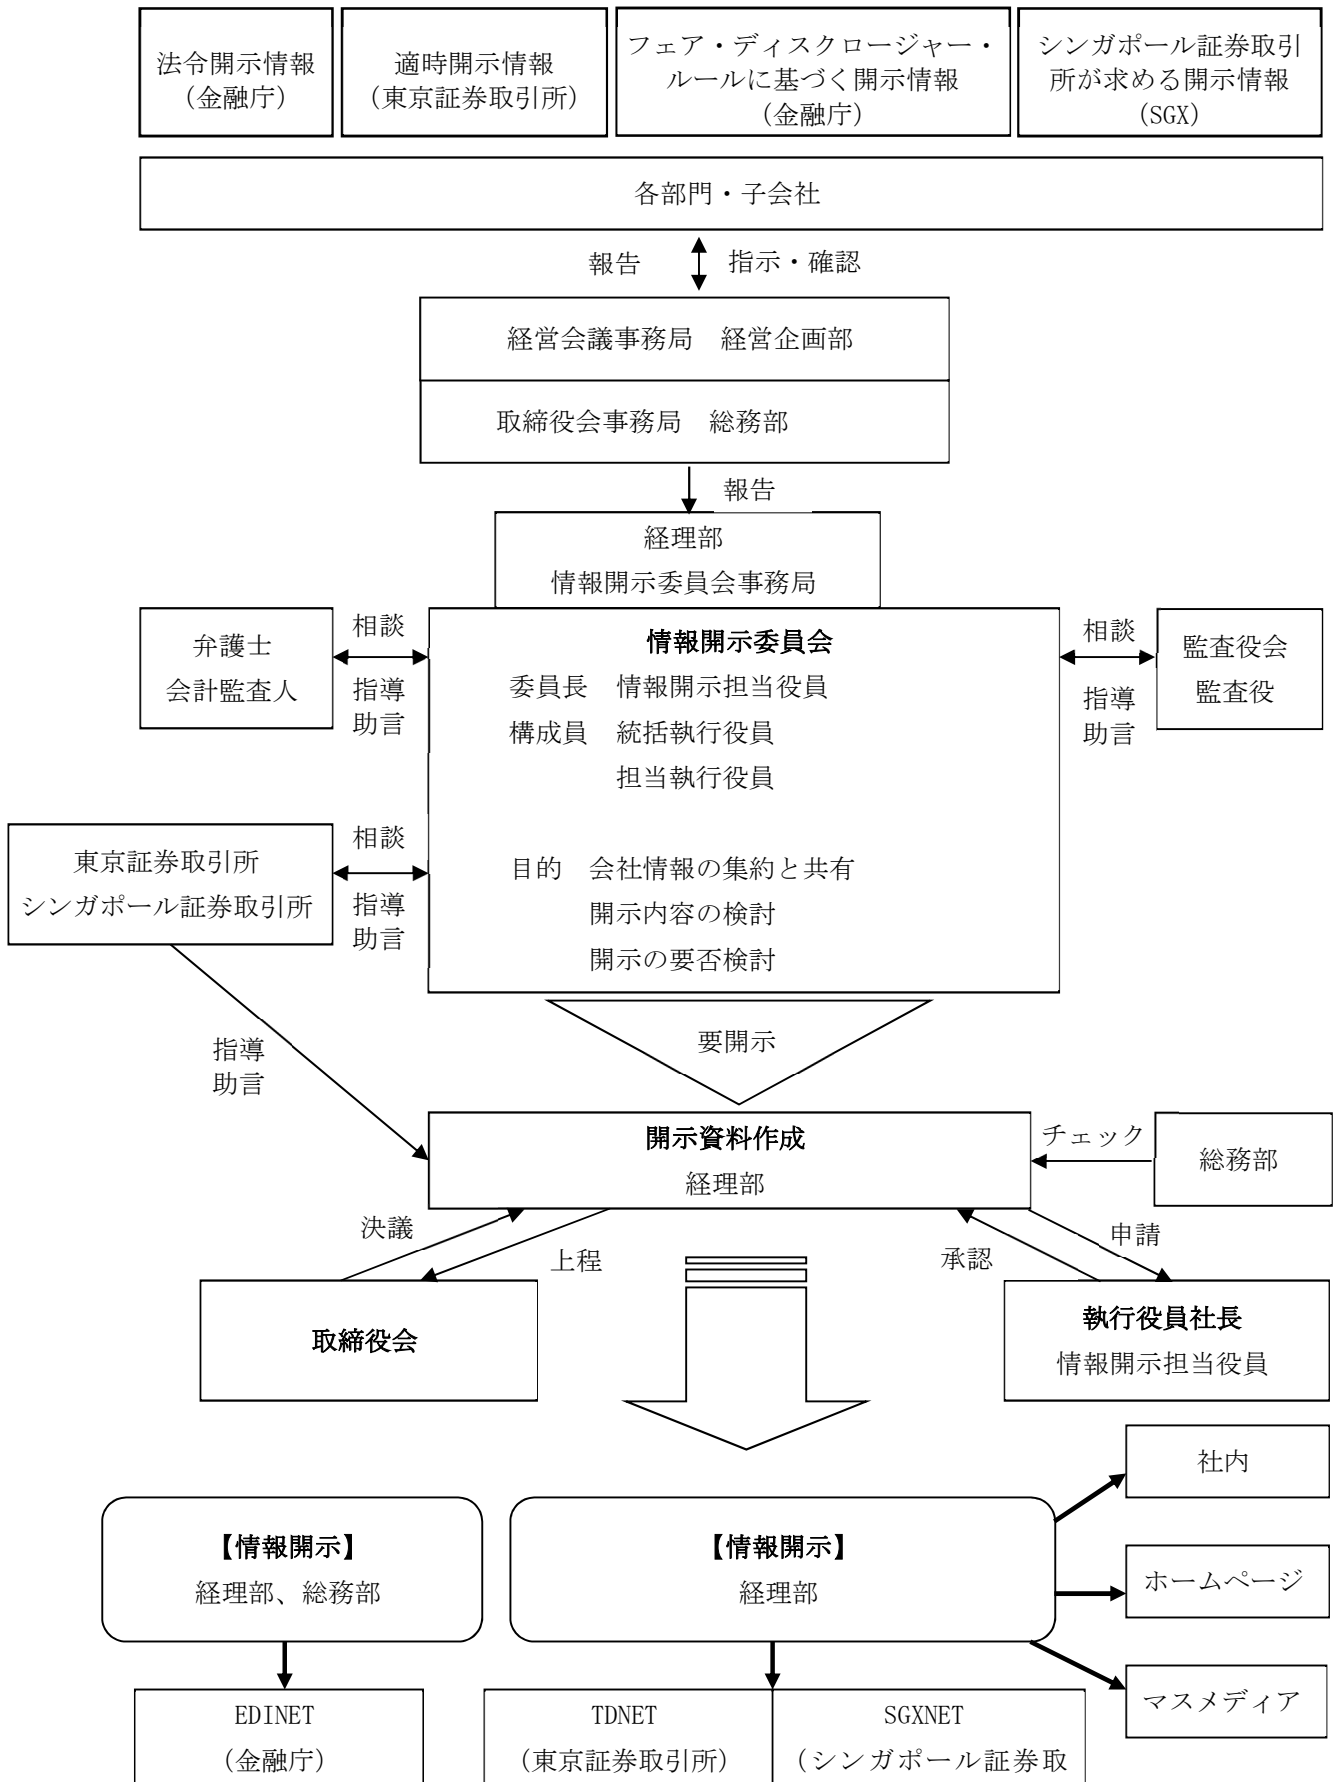 法令開示情報
（金融庁）
適時開示情報
（東京証券取引所）
フェア・ディスクロージャー・
ルールに基づく開示情報
（金融庁）
シンガポール証券取引
所が求める開示情報
（SGX）
各部門・子会社
報告
指示・確認
経営会議事務局　経営企画部
取締役会事務局　総務部
報告
経理部
情報開示委員会事務局
弁護士
会計監査人
相談
指導
助言
情報開示委員会
委員長　情報開示担当役員
構成員　統括執行役員
担当執行役員
目的　会社情報の集約と共有
開示内容の検討
開示の要否検討
相談
指導
助言
監査役会
監査役
東京証券取引所
シンガポール証券取引所
相談
指導
助言
要開示
指導
助言
開示資料作成
経理部
チェック
総務部
決議
上程
承認
申請
取締役会
執行役員社長
情報開示担当役員
【情報開示】
経理部、総務部
【情報開示】
経理部
社内
ホームページ
マスメディア
EDINET
（金融庁）
TDNET
（東京証券取引所）
SGXNET
（シンガポール証券取